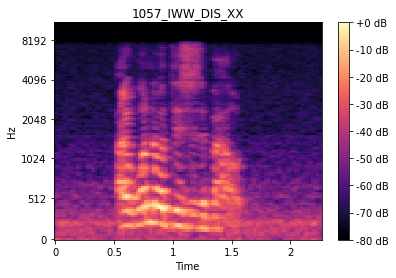 1057_IWW_DIS_XX
Hz
8192
4096
2048
1024
512
0
0
0.5
1
1.5
2
Time
+0 dB
-10 dB
-20 dB
-30 dB
-40 dB
-50 dB
-60 dB
-70 dB
-80 dB